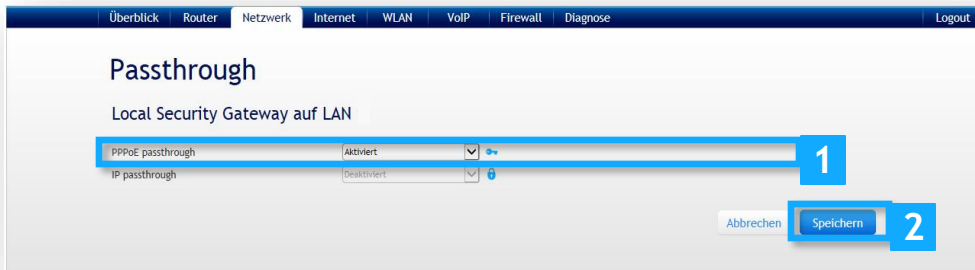 Überblick Router Netzwerk Internet WLAN VoIP Firewall Diagnose Logout
Passthrough
Local Security Gateway auf LAN
PPPoE passthrough Aktiviert 1
IP passthrough Deaktiviert
Abbrechen Speichern 2